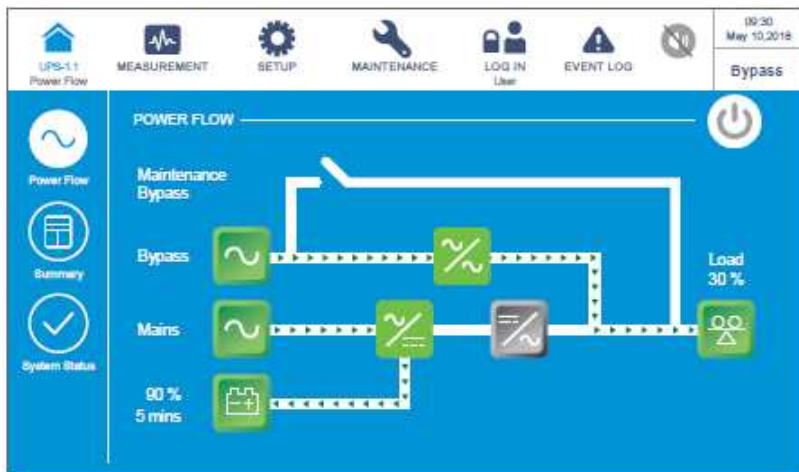 UPS-1.1
Power Flow
MEASUREMENT
SETUP
MAINTENANCE
LOG IN
User
EVENT LOG
09:30
May 10,2018
Bypass
POWER FLOW
Power Flow
Summary
System Status
Maintenance
Bypass
Bypass
Load
30 %
Mains
90 %
5 mins